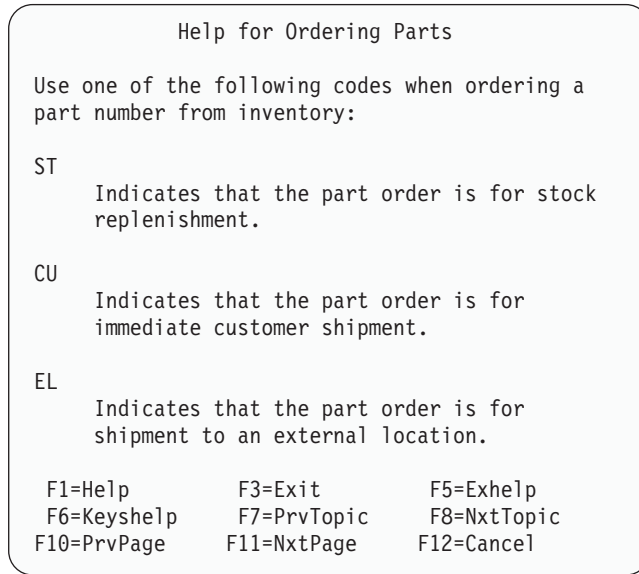 Help for Ordering Parts
Use one of the following codes when ordering a
part number from inventory:
ST
Indicates that the part order is for stock
replenishment.
CU
Indicates that the part order is for
immediate customer shipment.
EL
Indicates that the part order is for
shipment to an external location.
F1=Help F3=Exit F5=Exhelp
F6=Keyshelp F7=PrvTopic F8=NxtTopic
F10=PrvPage F11=NxtPage F12=Cancel